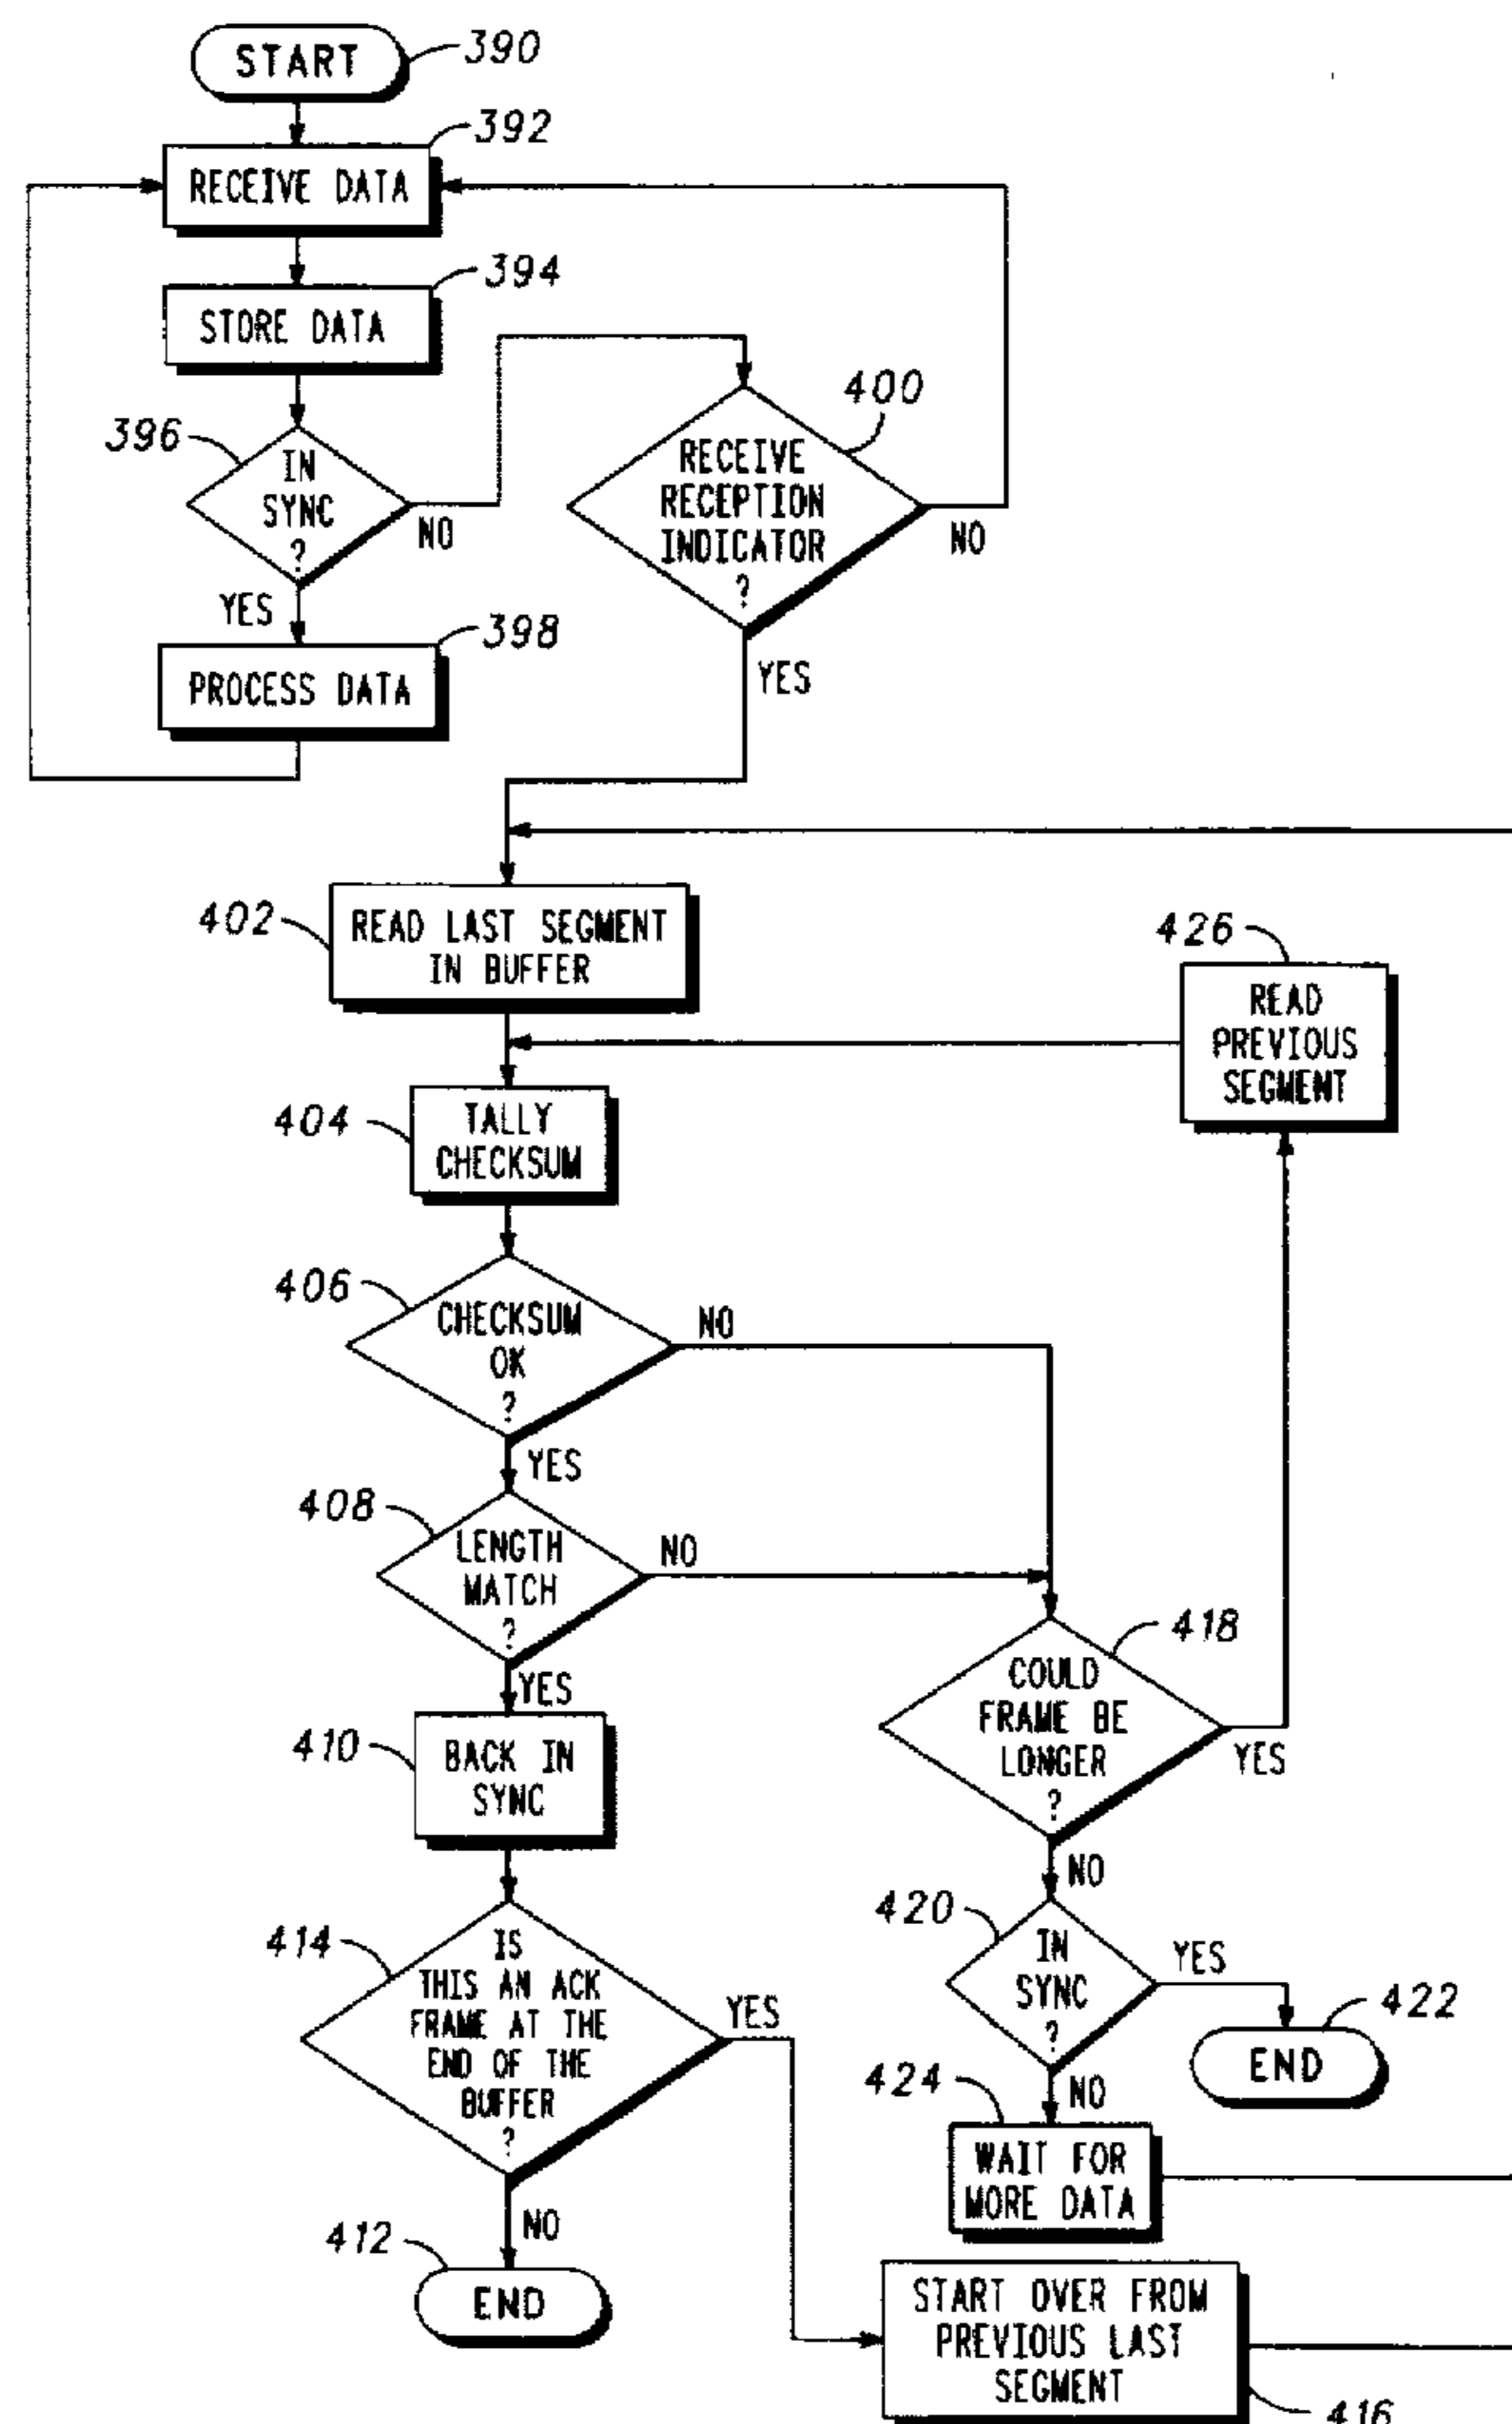 START
390
392
RECEIVE DATA
394
STORE DATA
396
IN
SYNC
?
NO
YES
400
RECEIVE
RECEPTION
INDICATOR
?
NO
YES
398
PROCESS DATA
402
READ LAST SEGMENT
IN BUFFER
426
READ
PREVIOUS
SEGMENT
404
TALLY
CHECKSUM
406
CHECKSUM
OK
?
NO
YES
408
LENGTH
MATCH
?
NO
YES
418
COULD
FRAME BE
LONGER
?
YES
NO
410
BACK IN
SYNC
414
IS
THIS AN ACK
FRAME AT THE
END OF THE
BUFFER
?
YES
NO
420
IN
SYNC
?
YES
NO
422
END
424
WAIT FOR
MORE DATA
412
END
START OVER FROM
PREVIOUS LAST
SEGMENT
416